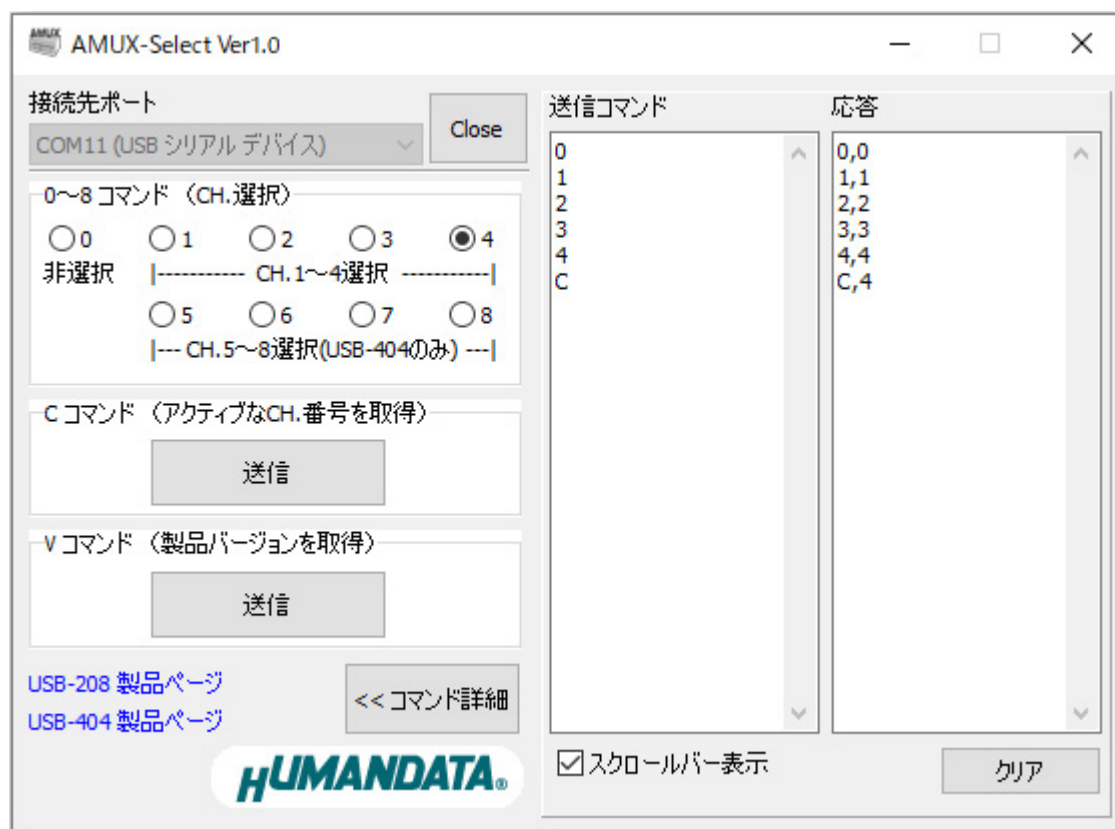 AMUX-Select Ver1.0
接続先ポート
COM11 (USB シリアル デバイス)
Close
0～8 コマンド （CH.選択）
0 1 2 3 4
非選択 |----------- CH.1～4選択 -----------|
5 6 7 8
|--- CH.5～8選択(USB-404のみ) ---|
C コマンド （アクティブなCH.番号を取得）
送信
V コマンド （製品バージョンを取得）
送信
USB-208 製品ページ
USB-404 製品ページ
<< コマンド詳細
HUMANDATA®
送信コマンド
0
1
2
3
4
C
応答
0,0
1,1
2,2
3,3
4,4
C,4
スクロールバー表示
クリア